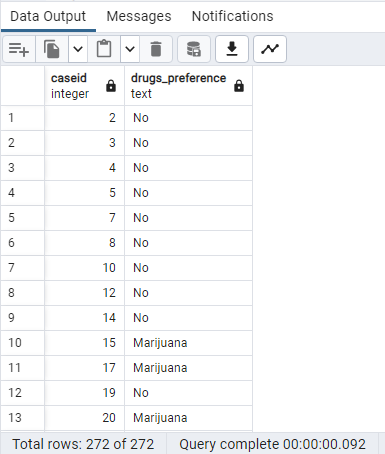 Data Output Messages Notifications
caseid drugs_preference
integer text
1 2 No
2 3 No
3 4 No
4 5 No
5 7 No
6 8 No
7 10 No
8 12 No
9 14 No
10 15 Marijuana
11 17 Marijuana
12 19 No
13 20 Marijuana
Total rows: 272 of 272 Query complete 00:00:00.092